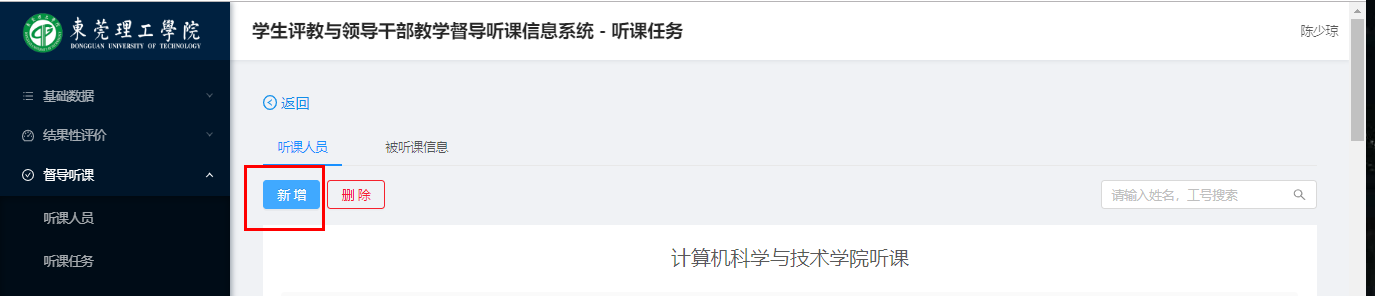 東莞理工學院
DONGGUAN UNIVERSITY OF TECHNOLOGY
学生评教与领导干部教学督导听课信息系统 - 听课任务
陈少琼
基础数据
结果性评价
督导听课
听课人员
听课任务
返回
听课人员 被听课信息
新 增 删 除 请输入姓名，工号搜索
计算机科学与技术学院听课